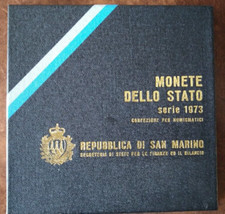 MONETE
DELLO STATO
serie 1973
CONFEZIONE PER NUMISMATICI
REPUBBLICA DI SAN MARINO
SEGRETERIA DI STATO PER LE FINANZE ED IL BILANCIO